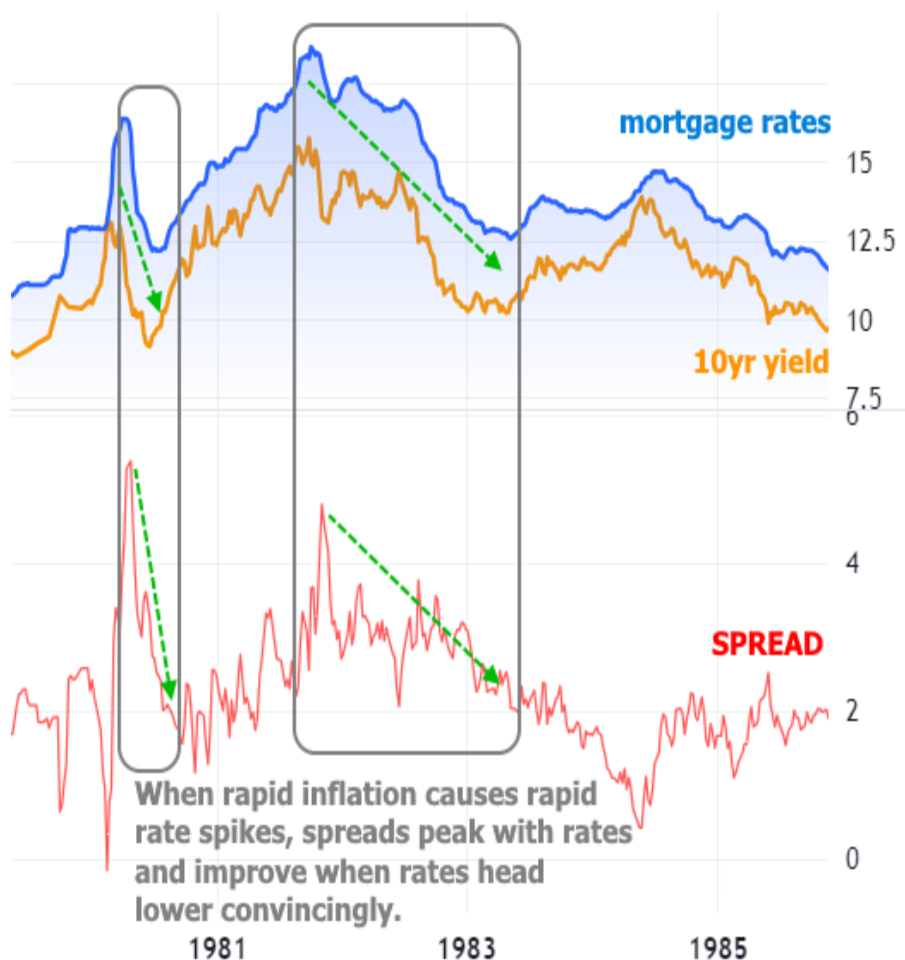 mortgage rates
15
12.5
10
10yr yield
7.5
6
4
SPREAD
2
When rapid inflation causes rapid
rate spikes, spreads peak with rates
and improve when rates head
lower convincingly.
0
1981
1983
1985